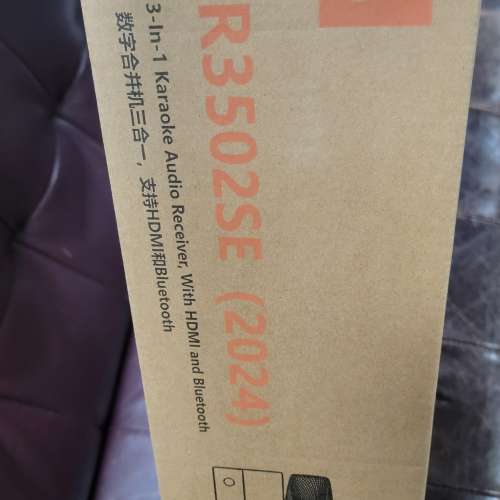 R3502SE (2024)
3-In-1 Karaoke Audio Receiver, With HDMI and Bluetooth
数字合并机三合一，支持HDMI和Bluetooth